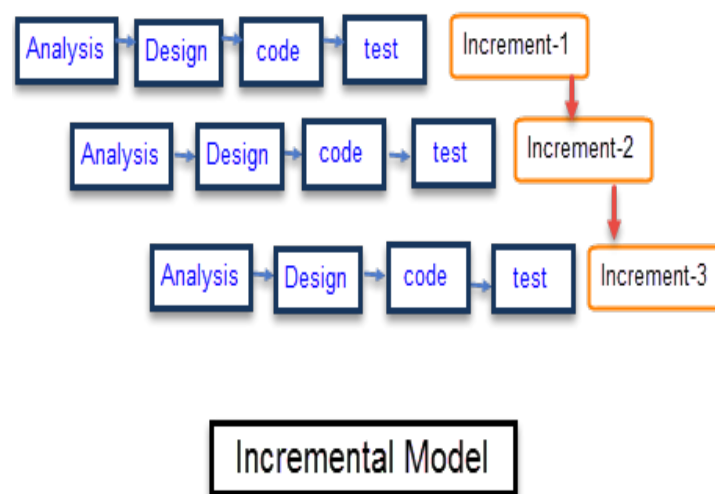 Analysis Design code test Increment-1
Analysis Design code test Increment-2
Analysis Design code test Increment-3
Incremental Model